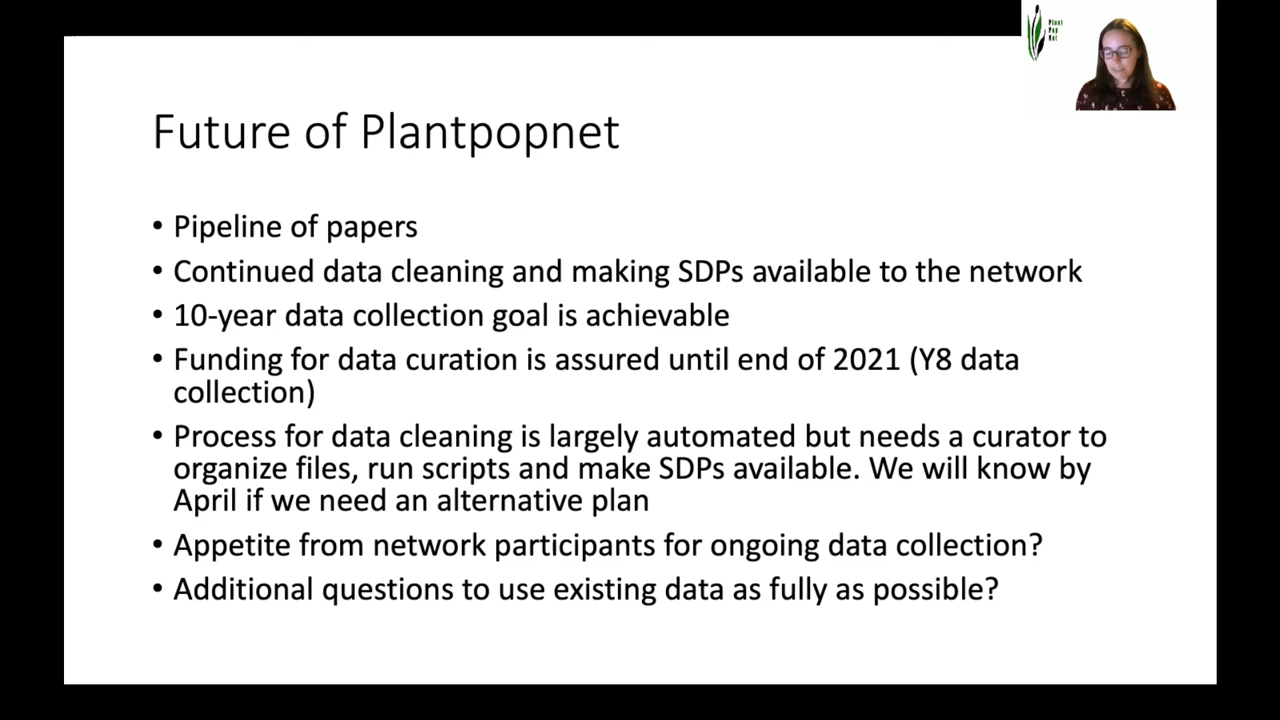 Plant
Pop
Net
Future of Plantpopnet
• Pipeline of papers
• Continued data cleaning and making SDPs available to the network
• 10-year data collection goal is achievable
• Funding for data curation is assured until end of 2021 (Y8 data
collection)
• Process for data cleaning is largely automated but needs a curator to
organize files, run scripts and make SDPs available. We will know by
April if we need an alternative plan
• Appetite from network participants for ongoing data collection?
• Additional questions to use existing data as fully as possible?